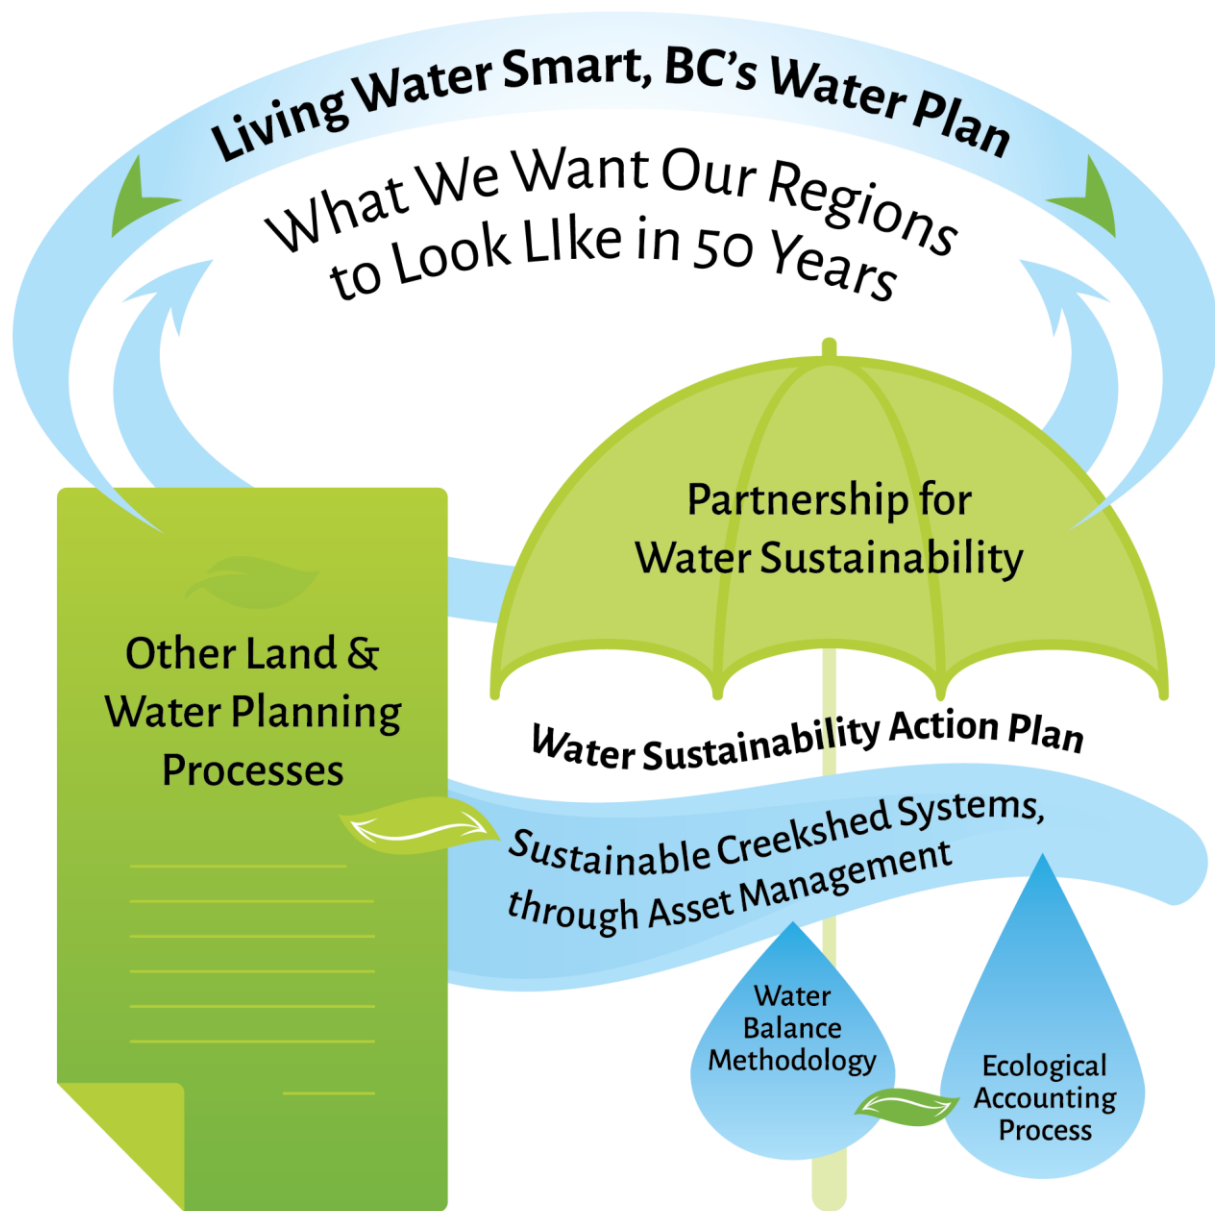 Living Water Smart, BC's Water Plan
What We Want Our Regions
to Look LIke in 50 Years
Partnership for
Water Sustainability
Other Land &
Water Planning
Processes
Water Sustainability Action Plan
Sustainable Creekshed Systems,
through Asset Management
Water
Balance
Methodology
Ecological
Accounting
Process